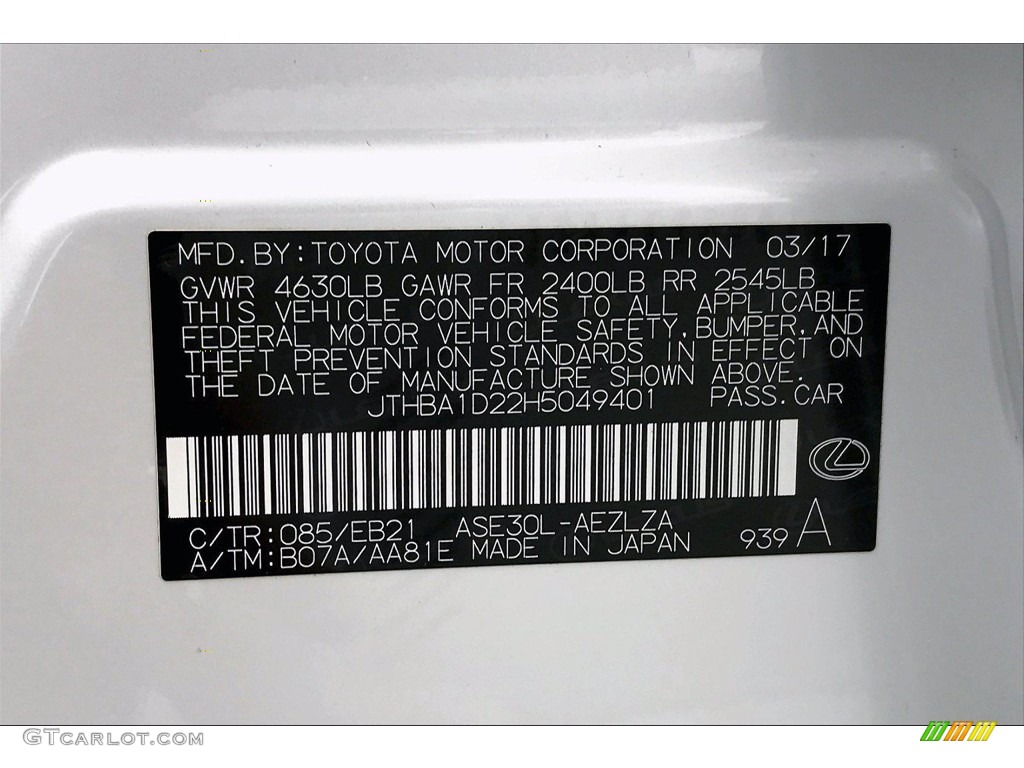 MFD. BY: TOYOTA MOTOR CORPORATION 03/17
GVWR 4630LB GAWR FR 2400LB RR 2545LB
THIS VEHICLE CONFORMS TO ALL APPLICABLE
FEDERAL MOTOR VEHICLE SAFETY, BUMPER, AND
THEFT PREVENTION STANDARDS IN EFFECT ON
THE DATE OF MANUFACTURE SHOWN ABOVE.
JTHBA1D22H5049401 PASS. CAR
C/TR: 085/EB21 ASE30L-AEZLZA
A/TM: B07A/AA81E MADE IN JAPAN 939 A
GTCARLOT.COM